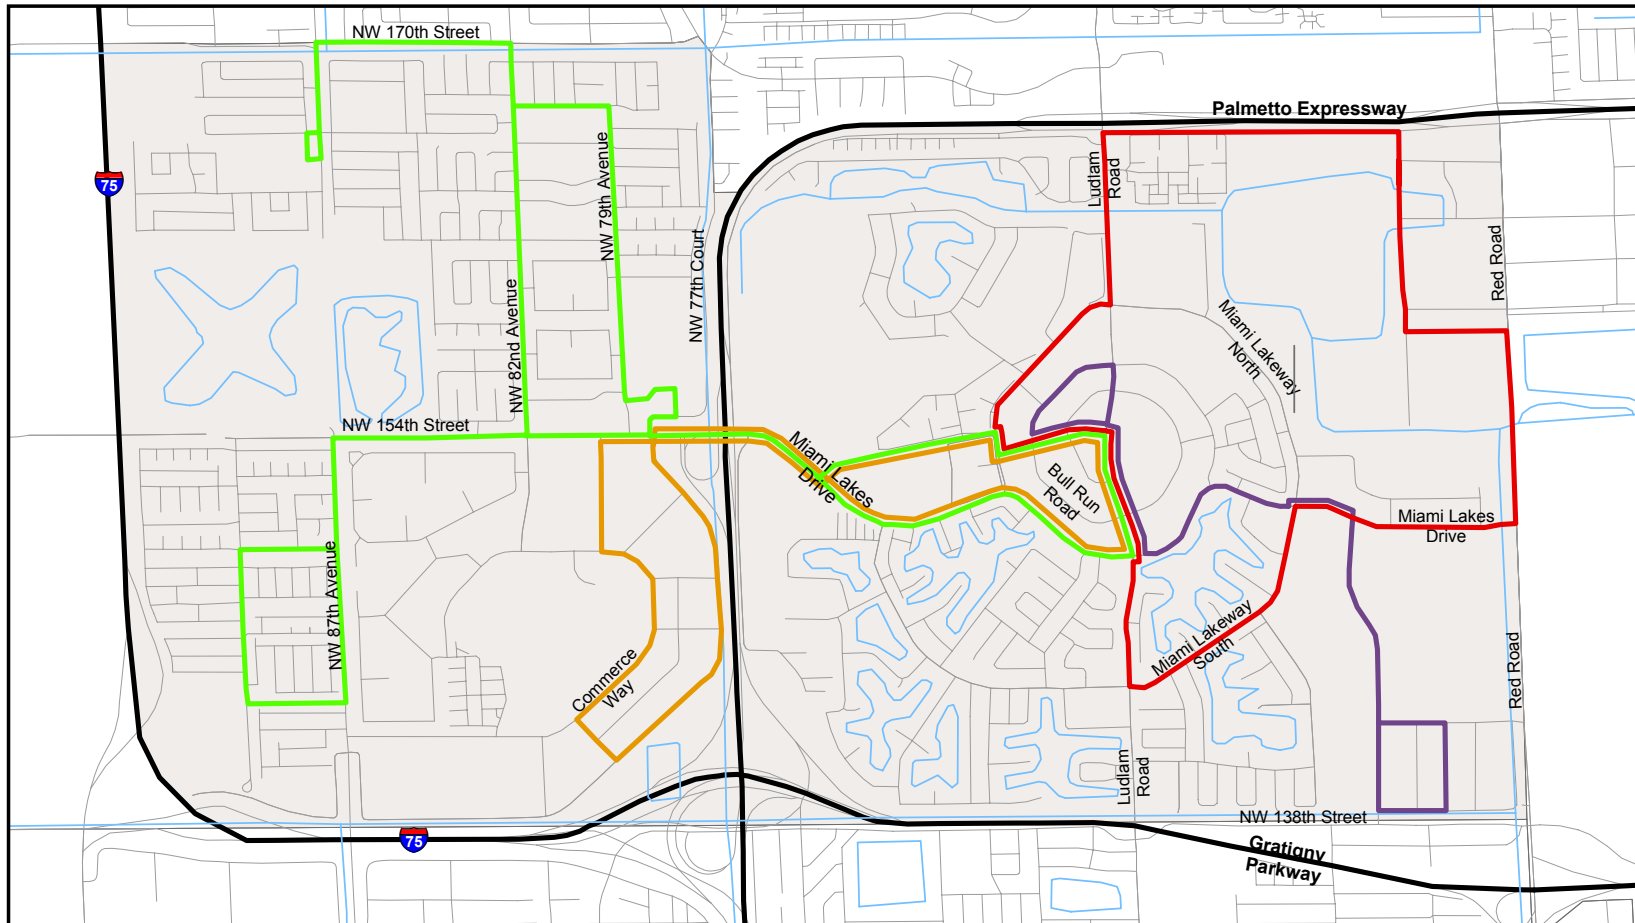 NW 170th Street
Palmetto Expressway
75
NW 79th Avenue
Ludlam
Road
Red Road
NW 77th Court
NW 82nd Avenue
Miami Lakeway
North
NW 154th Street
Miami Lakes
Drive
Bull Run
Road
Miami Lakes
Drive
NW 87th Avenue
Commerce
Way
Miami Lakeway
South
Red Road
Ludlam
Road
NW 138th Street
75
Gratigny
Parkway